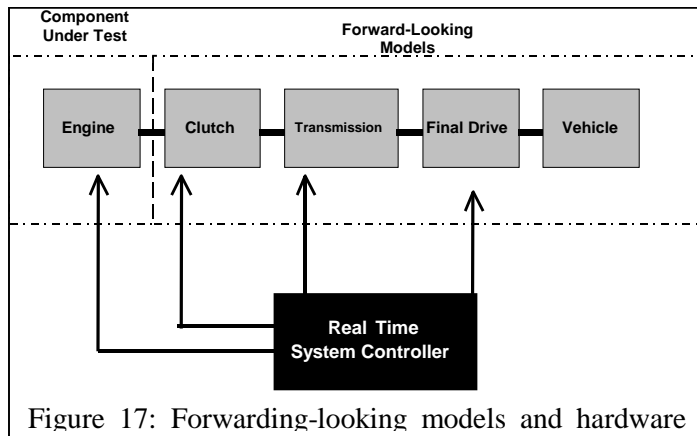 Component
Under Test
Forward-Looking
Models
Engine
Clutch
Transmission
Final Drive
Vehicle
Real Time
System Controller
Figure 17: Forwarding-looking models and hardware